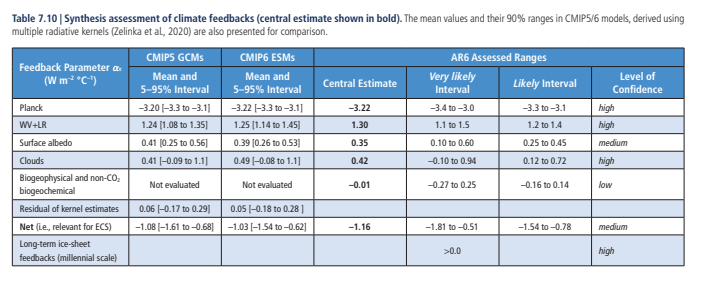 Table 7.10 | Synthesis assessment of climate feedbacks (central estimate shown in bold). The mean values and their 90% ranges in CMIP5/6 models, derived using
multiple radiative kernels (Zelinka et al., 2020) are also presented for comparison.
Feedback Parameter αₓ (W m⁻² °C⁻¹) | CMIP5 GCMs | CMIP6 ESMs | AR6 Assessed Ranges
Mean and 5–95% Interval | Mean and 5–95% Interval | Central Estimate | Very likely Interval | Likely Interval | Level of Confidence
Planck | −3.20 [−3.3 to −3.1] | −3.22 [−3.3 to −3.1] | −3.22 | −3.4 to −3.0 | −3.3 to −3.1 | high
WV+LR | 1.24 [1.08 to 1.35] | 1.25 [1.14 to 1.45] | 1.30 | 1.1 to 1.5 | 1.2 to 1.4 | high
Surface albedo | 0.41 [0.25 to 0.56] | 0.39 [0.26 to 0.53] | 0.35 | 0.10 to 0.60 | 0.25 to 0.45 | medium
Clouds | 0.41 [−0.09 to 1.1] | 0.49 [−0.08 to 1.1] | 0.42 | −0.10 to 0.94 | 0.12 to 0.72 | high
Biogeophysical and non-CO₂ biogeochemical | Not evaluated | Not evaluated | −0.01 | −0.27 to 0.25 | −0.16 to 0.14 | low
Residual of kernel estimates | 0.06 [−0.17 to 0.29] | 0.05 [−0.18 to 0.28 ]
Net (i.e., relevant for ECS) | −1.08 [−1.61 to −0.68] | −1.03 [−1.54 to −0.62] | −1.16 | −1.81 to −0.51 | −1.54 to −0.78 | medium
Long-term ice-sheet feedbacks (millennial scale) | >0.0 | high